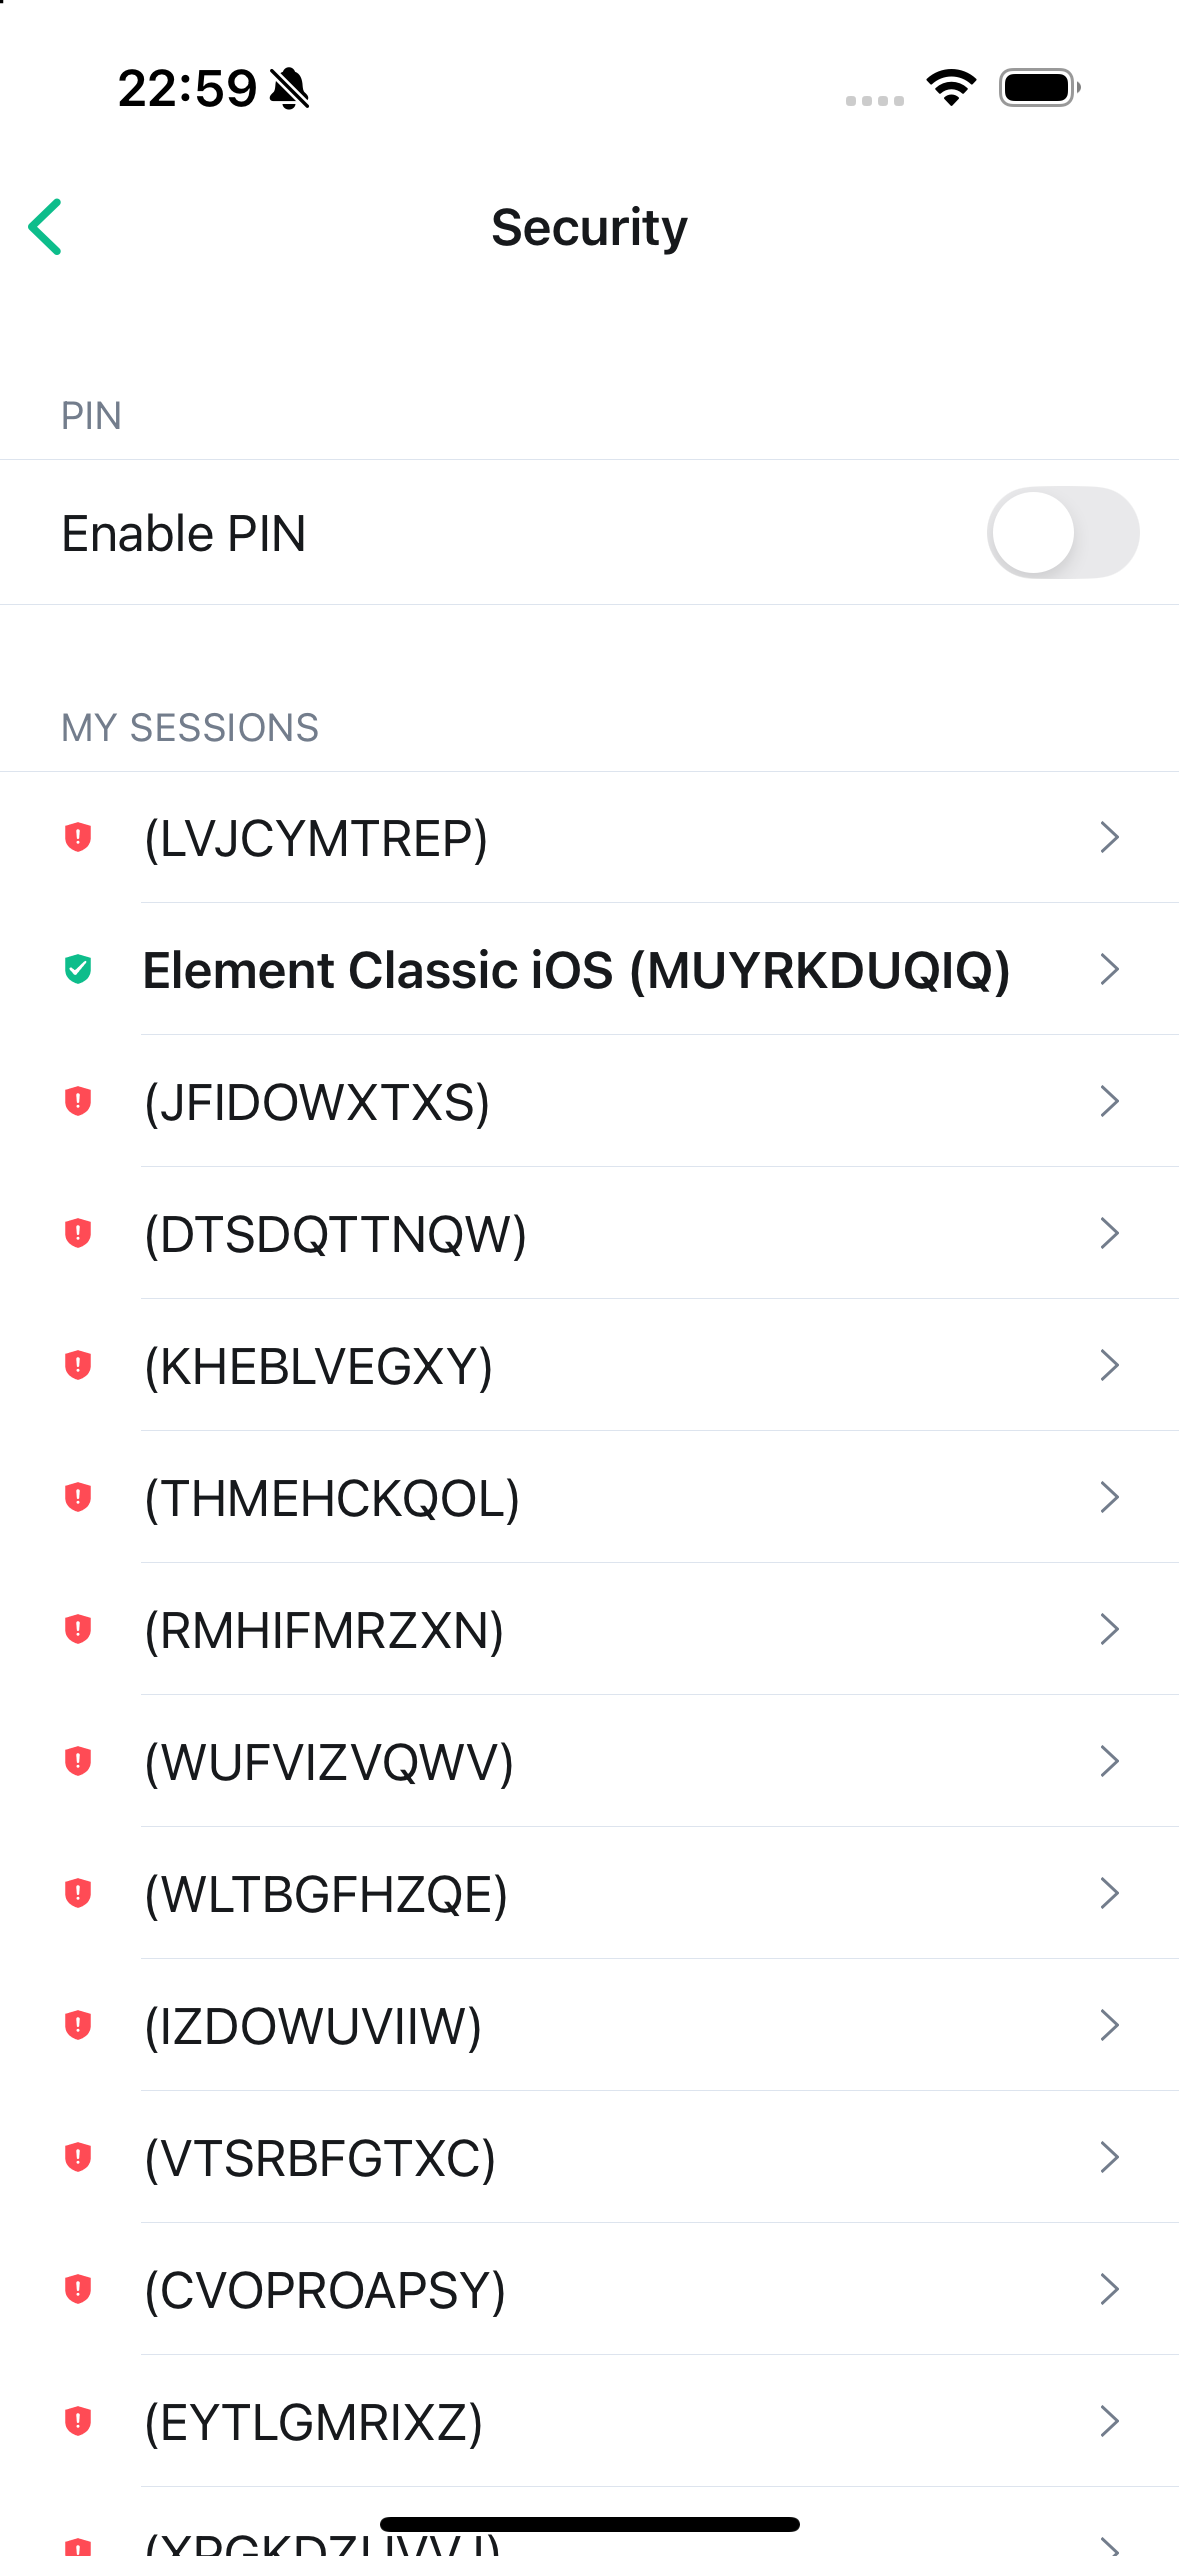 22:59
Security
PIN
Enable PIN
MY SESSIONS
(LVJCYMTREP)
Element Classic iOS (MUYRKDUQIQ)
(JFIDOWXTXS)
(DTSDQTTNQW)
(KHEBLVEGXY)
(THMEHCKQOL)
(RMHIFMRZXN)
(WUFVIZVQWV)
(WLTBGFHZQE)
(IZDOWUVIIW)
(VTSRBFGTXC)
(CVOPROAPSY)
(EYTLGMRIXZ)